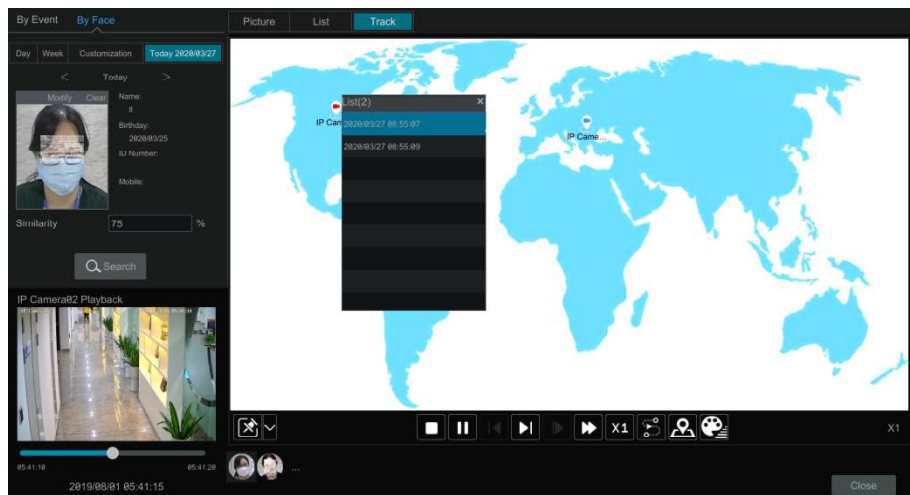 By Event By Face
Picture List Track
Day Week Customization Today 2020/03/27
< Today >
Modify Clear
Name:
ll
Birthday:
2020/03/25
ID Number:
Mobile:
Similarity 75 %
Search
List(2) ×
2020/03/27 08:55:07
2020/03/27 08:55:09
IP Cam
IP Came...
IP Camera02 Playback
05:41:10 05:41:20
2019/08/01 05:41:15
X1
X1
...
Close